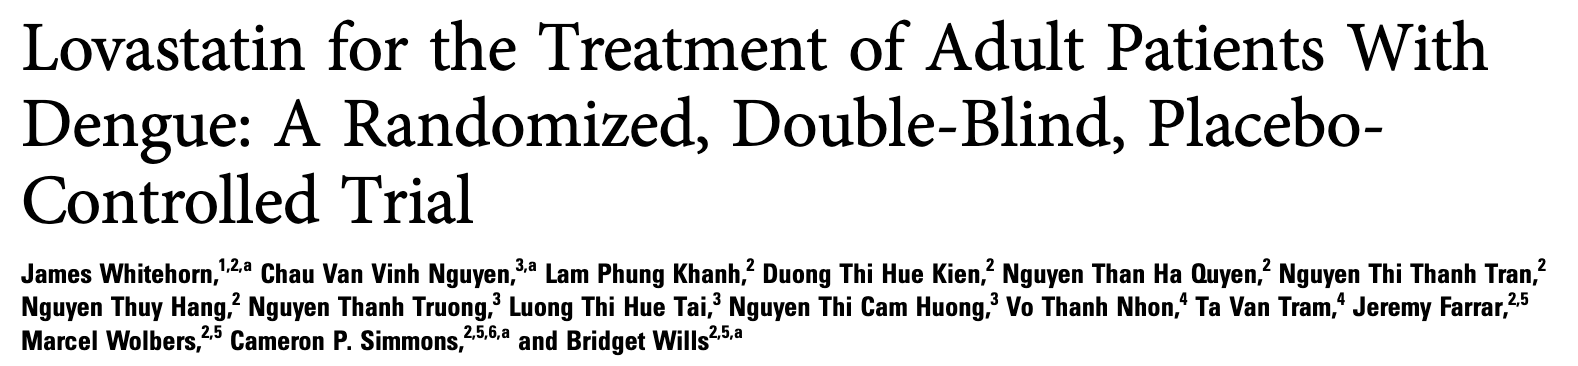 Lovastatin for the Treatment of Adult Patients With
Dengue: A Randomized, Double-Blind, Placebo-
Controlled Trial
James Whitehorn,1,2,a Chau Van Vinh Nguyen,3,a Lam Phung Khanh,2 Duong Thi Hue Kien,2 Nguyen Than Ha Quyen,2 Nguyen Thi Thanh Tran,2
Nguyen Thuy Hang,2 Nguyen Thanh Truong,3 Luong Thi Hue Tai,3 Nguyen Thi Cam Huong,3 Vo Thanh Nhon,4 Ta Van Tram,4 Jeremy Farrar,2,5
Marcel Wolbers,2,5 Cameron P. Simmons,2,5,6,a and Bridget Wills2,5,a